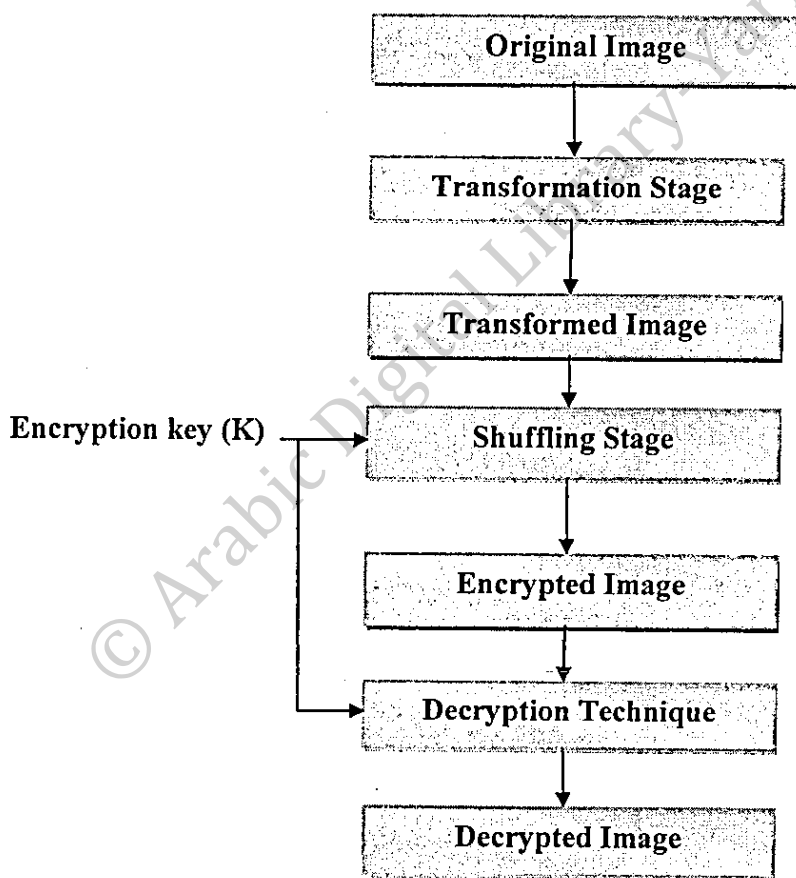 Original Image
Transformation Stage
Transformed Image
Encryption key (K)
Shuffling Stage
Encrypted Image
Decryption Technique
Decrypted Image
© Arabic Digital Library-Yar